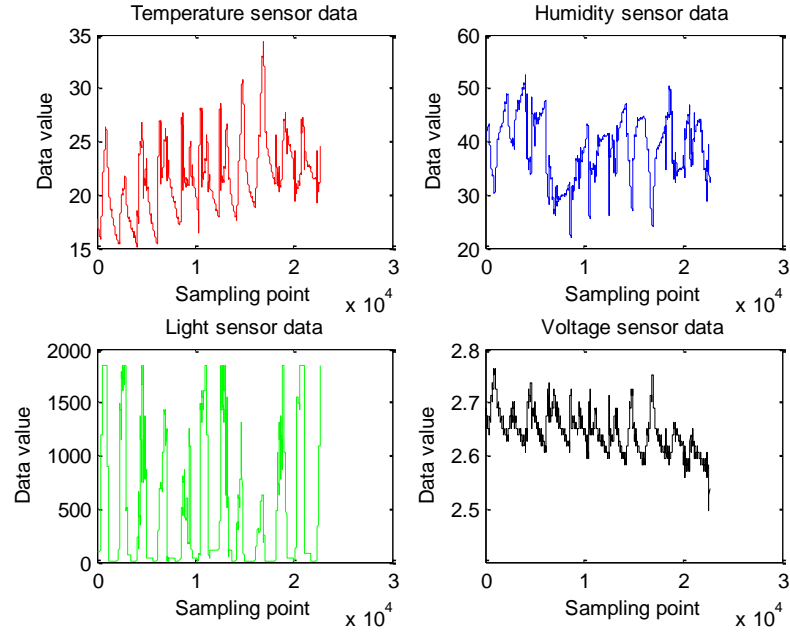 Temperature sensor data
35
30
25
20
15
Data value
0 1 2 3
Sampling point
x 10^4
Humidity sensor data
60
50
40
30
20
Data value
0 1 2 3
Sampling point
x 10^4
Light sensor data
2000
1500
1000
500
0
Data value
0 1 2 3
Sampling point
x 10^4
Voltage sensor data
2.8
2.7
2.6
2.5
Data value
0 1 2 3
Sampling point
x 10^4